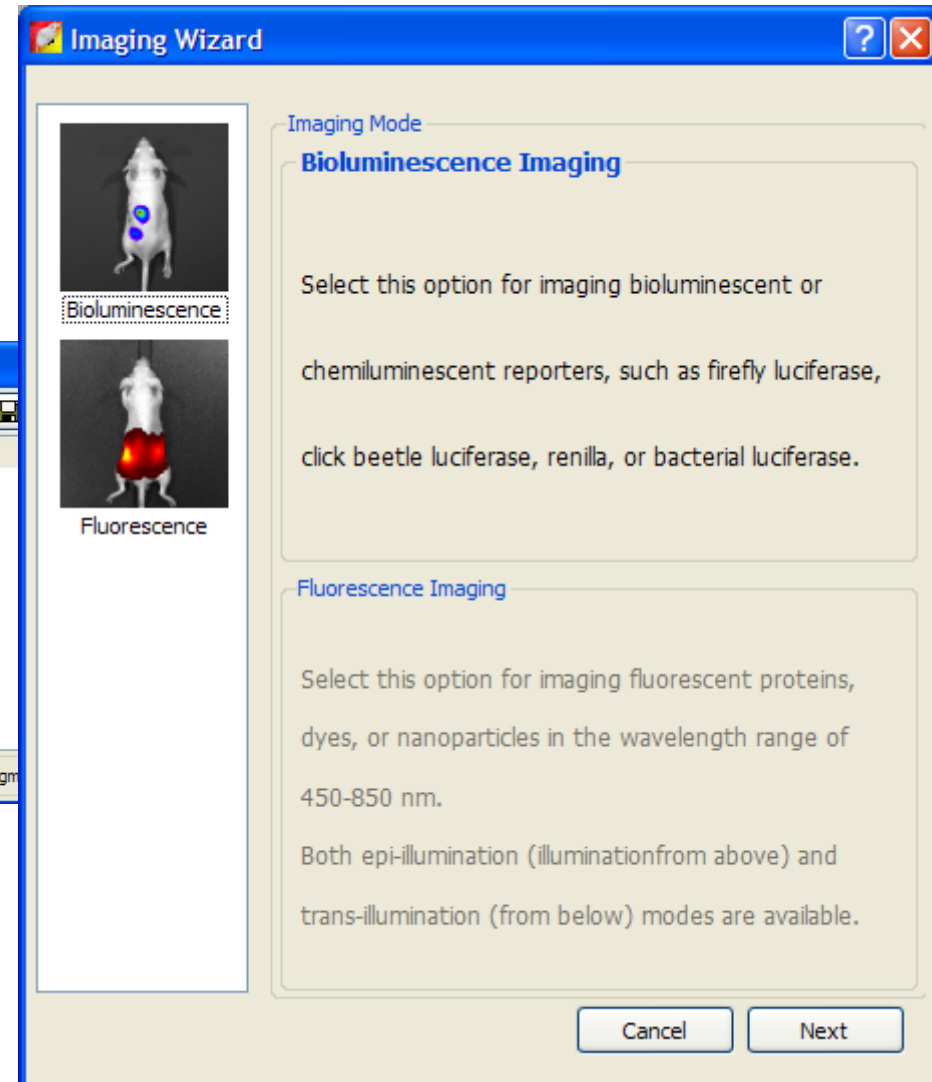 Imaging Wizard
Imaging Mode
Bioluminescence Imaging
Bioluminescence
Select this option for imaging bioluminescent or
chemiluminescent reporters, such as firefly luciferase,
click beetle luciferase, renilla, or bacterial luciferase.
Fluorescence
Fluorescence Imaging
Select this option for imaging fluorescent proteins,
dyes, or nanoparticles in the wavelength range of
450-850 nm.
Both epi-illumination (illuminationfrom above) and
trans-illumination (from below) modes are available.
Cancel
Next